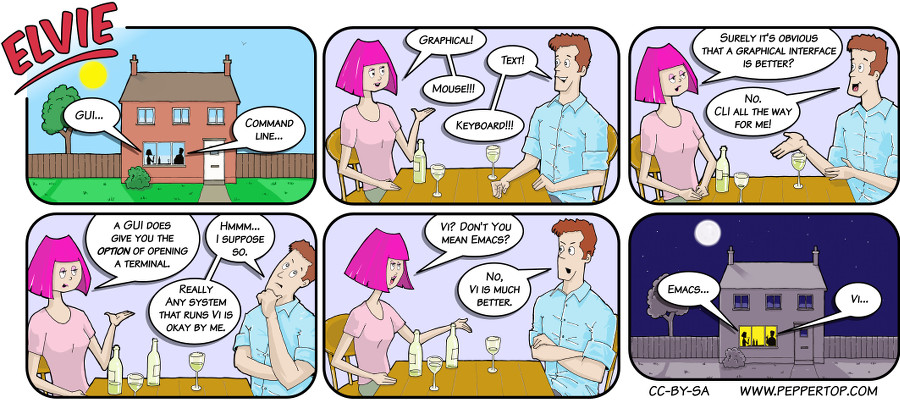 ELVIE
GUI...
COMMAND
LINE...
GRAPHICAL!
TEXT!
MOUSE!!!
KEYBOARD!!!
SURELY IT'S OBVIOUS
THAT A GRAPHICAL INTERFACE
IS BETTER?
NO.
CLI ALL THE WAY
FOR ME!
A GUI DOES
GIVE YOU THE
OPTION OF OPENING
A TERMINAL.
HMMM...
I SUPPOSE
SO.
REALLY
ANY SYSTEM
THAT RUNS VI IS
OKAY BY ME.
VI? DON'T YOU
MEAN EMACS?
NO,
VI IS MUCH
BETTER.
EMACS...
VI...
CC-BY-SA
WWW.PEPPERTOP.COM